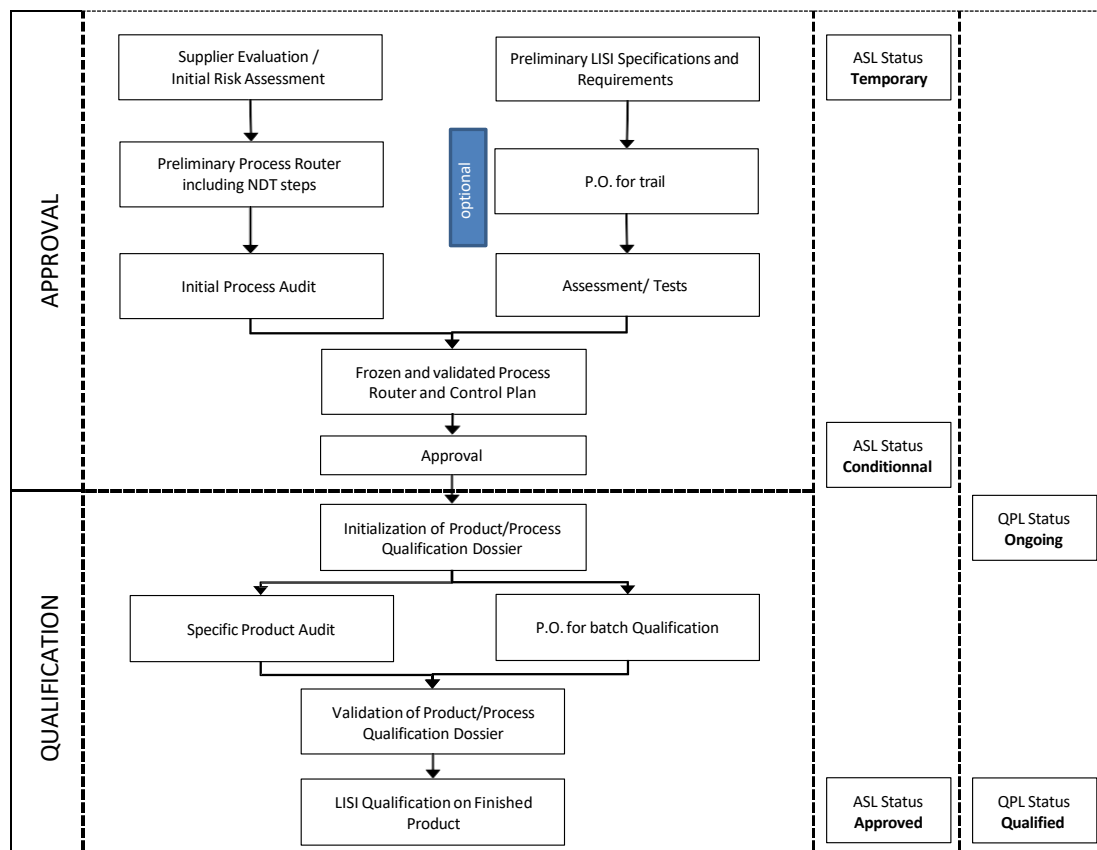 APPROVAL
Supplier Evaluation /
Initial Risk Assessment
Preliminary LISI Specifications and
Requirements
ASL Status
Temporary
Preliminary Process Router
including NDT steps
optional
P.O. for trail
Initial Process Audit
Assessment/ Tests
Frozen and validated Process
Router and Control Plan
Approval
ASL Status
Conditionnal
QUALIFICATION
Initialization of Product/Process
Qualification Dossier
QPL Status
Ongoing
Specific Product Audit
P.O. for batch Qualification
Validation of Product/Process
Qualification Dossier
LISI Qualification on Finished
Product
ASL Status
Approved
QPL Status
Qualified